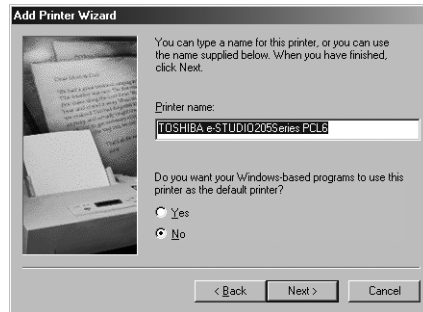 Add Printer Wizard
You can type a name for this printer, or you can use
the name supplied below. When you have finished,
click Next.
Printer name:
TOSHIBA e-STUDIO205Series PCL6
Do you want your Windows-based programs to use this
printer as the default printer?
Yes
No
< Back
Next >
Cancel